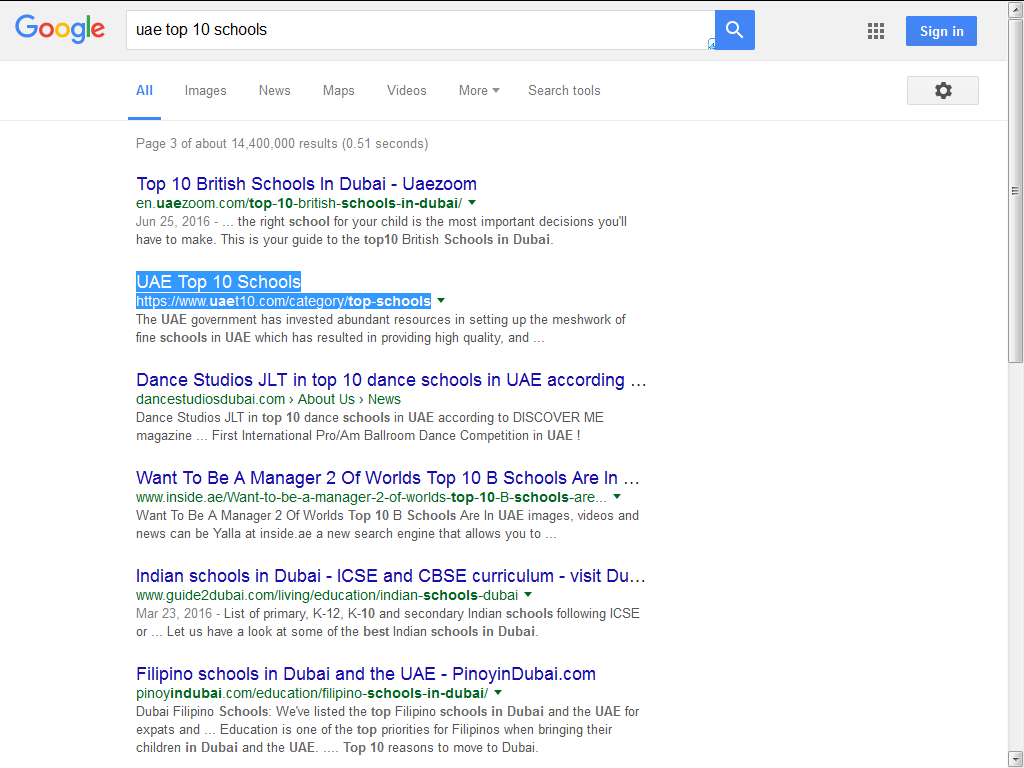 Google
uae top 10 schools
Sign in
All Images News Maps Videos More Search tools
Page 3 of about 14,400,000 results (0.51 seconds)
Top 10 British Schools In Dubai - Uaezoom
en.uaezoom.com/top-10-british-schools-in-dubai/
Jun 25, 2016 - ... the right school for your child is the most important decisions you'll
have to make. This is your guide to the top10 British Schools in Dubai.
UAE Top 10 Schools
https://www.uaet10.com/category/top-schools
The UAE government has invested abundant resources in setting up the meshwork of
fine schools in UAE which has resulted in providing high quality, and ...
Dance Studios JLT in top 10 dance schools in UAE according ...
dancestudiosdubai.com › About Us › News
Dance Studios JLT in top 10 dance schools in UAE according to DISCOVER ME
magazine ... First International Pro/Am Ballroom Dance Competition in UAE !
Want To Be A Manager 2 Of Worlds Top 10 B Schools Are In ...
www.inside.ae/Want-to-be-a-manager-2-of-worlds-top-10-B-schools-are...
Want To Be A Manager 2 Of Worlds Top 10 B Schools Are In UAE images, videos and
news can be Yalla at inside.ae a new search engine that allows you to ...
Indian schools in Dubai - ICSE and CBSE curriculum - visit Du...
www.guide2dubai.com/living/education/indian-schools-dubai
Mar 23, 2016 - List of primary, K-12, K-10 and secondary Indian schools following ICSE
or ... Let us have a look at some of the best Indian schools in Dubai.
Filipino schools in Dubai and the UAE - PinoyinDubai.com
pinoyindubai.com/education/filipino-schools-in-dubai/
Dubai Filipino Schools: We've listed the top Filipino schools in Dubai and the UAE for
expats and ... Education is one of the top priorities for Filipinos when bringing their
children in Dubai and the UAE. .... Top 10 reasons to move to Dubai.